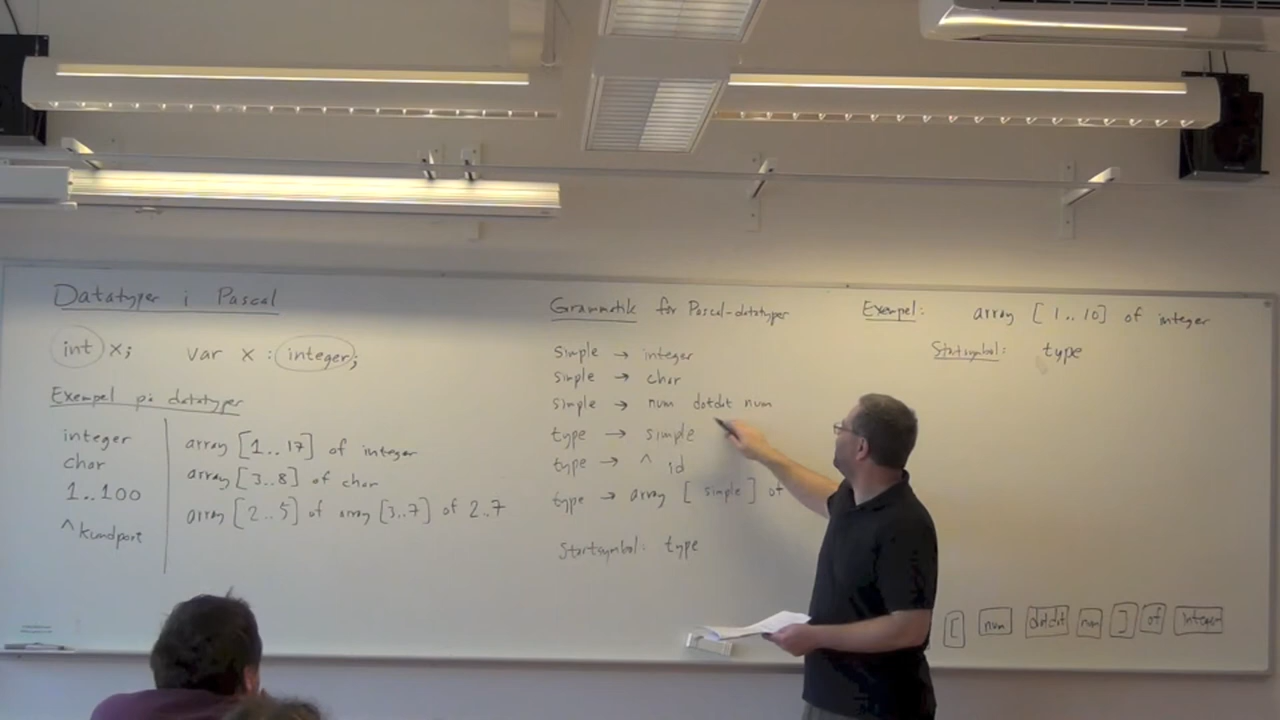 Datatyper i Pascal
int x; var x : integer;
Exempel på datatyper
integer
char
1..100
^kundpost
array [1..17] of integer
array [3..8] of char
array [2..5] of array [3..7] of 2..7
Grammatik for Pascal-datatyper
simple → integer
simple → char
simple → num dotdot num
type → simple
type → ^ id
type → array [ simple ] of
Startsymbol: type
Exempel: array [1..10] of integer
Startsymbol: type
[ num dotdot num ] of integer